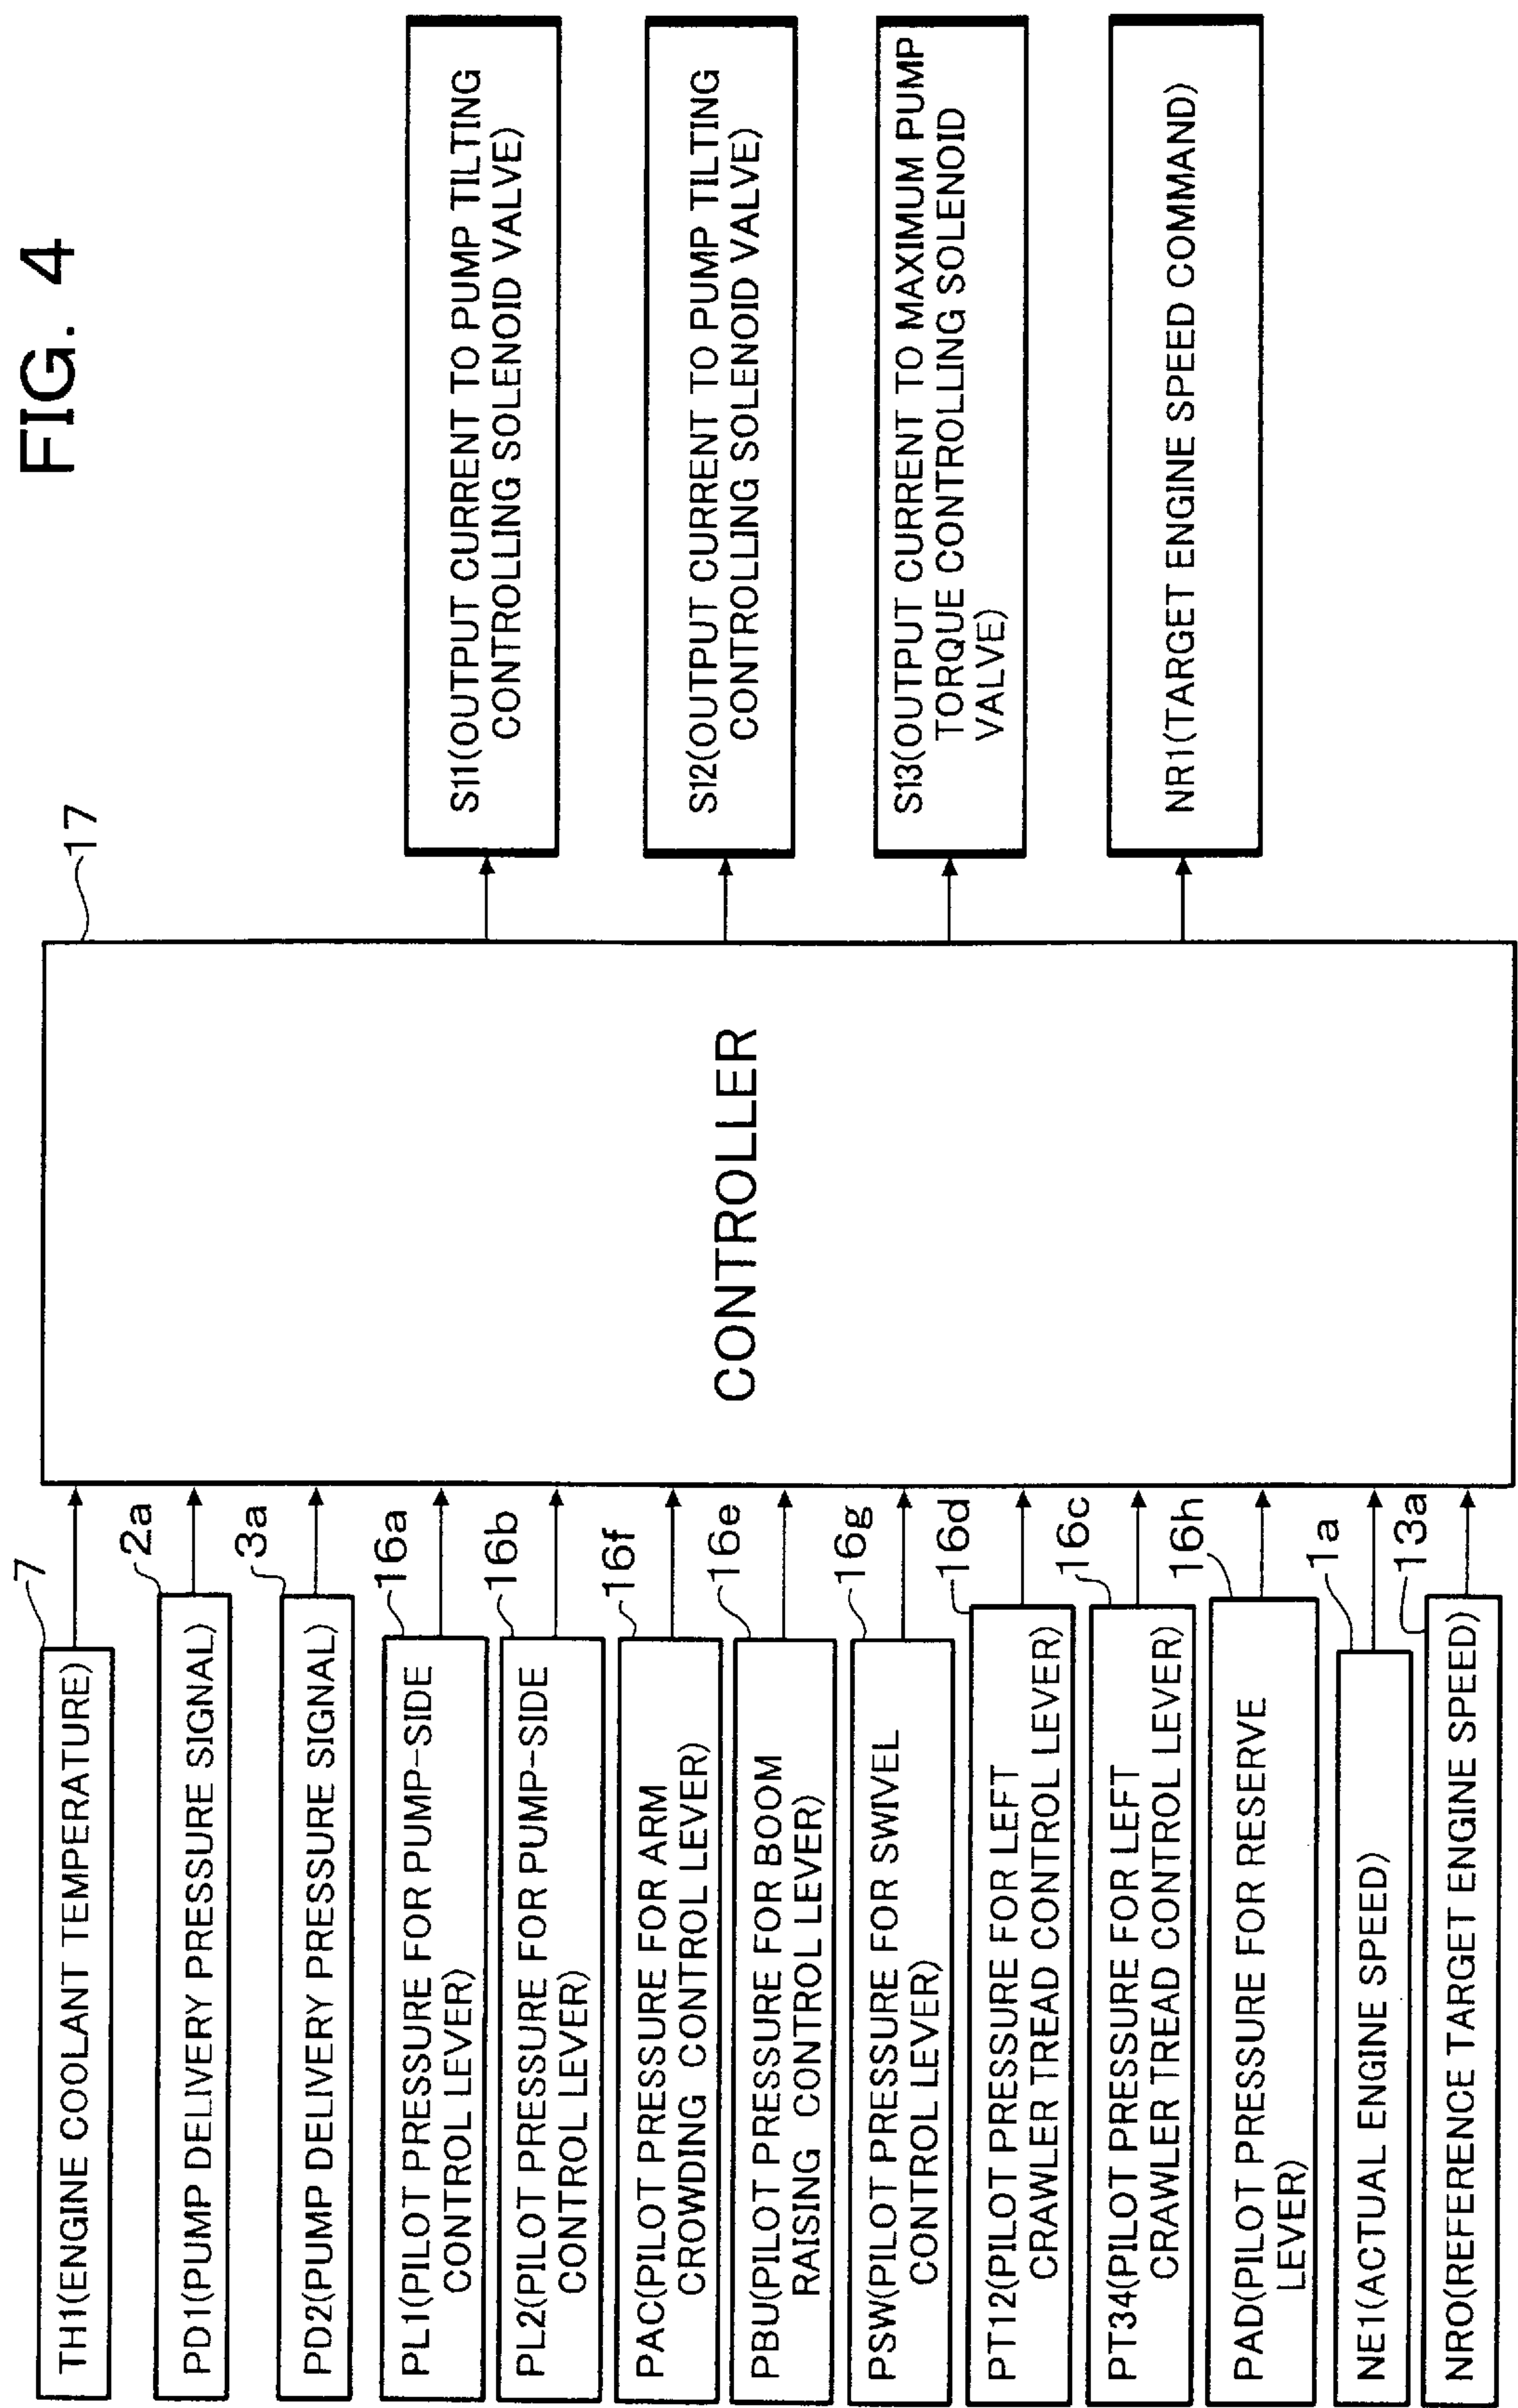 FIG. 4
7
TH1(ENGINE COOLANT TEMPERATURE)
2a
PD1(PUMP DELIVERY PRESSURE SIGNAL)
3a
PD2(PUMP DELIVERY PRESSURE SIGNAL)
16a
PL1(PILOT PRESSURE FOR PUMP-SIDE
CONTROL LEVER)
16b
PL2(PILOT PRESSURE FOR PUMP-SIDE
CONTROL LEVER)
16f
PAC(PILOT PRESSURE FOR ARM
CROWDING CONTROL LEVER)
16e
PBU(PILOT PRESSURE FOR BOOM
RAISING CONTROL LEVER)
16g
PSW(PILOT PRESSURE FOR SWIVEL
CONTROL LEVER)
16d
PT12(PILOT PRESSURE FOR LEFT
CRAWLER TREAD CONTROL LEVER)
16c
PT34(PILOT PRESSURE FOR LEFT
CRAWLER TREAD CONTROL LEVER)
16h
PAD(PILOT PRESSURE FOR RESERVE
LEVER)
1a
NE1(ACTUAL ENGINE SPEED)
13a
NRO(REFERENCE TARGET ENGINE SPEED)
17
CONTROLLER
S11(OUTPUT CURRENT TO PUMP TILTING
CONTROLLING SOLENOID VALVE)
S12(OUTPUT CURRENT TO PUMP TILTING
CONTROLLING SOLENOID VALVE)
S13(OUTPUT CURRENT TO MAXIMUM PUMP
TORQUE CONTROLLING SOLENOID
VALVE)
NR1(TARGET ENGINE SPEED COMMAND)